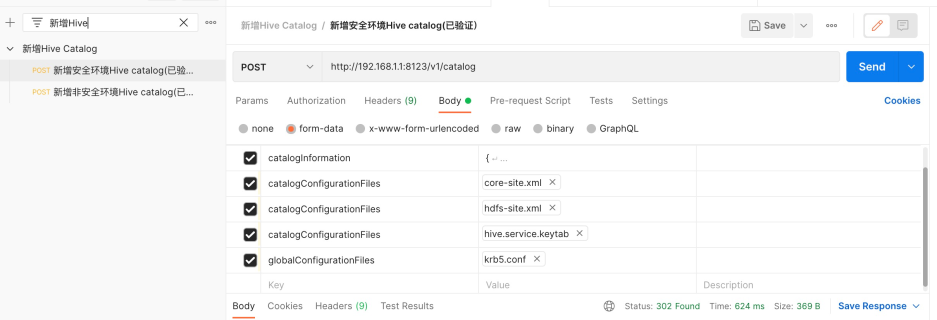 新增Hive
新增Hive Catalog
POST 新增安全环境Hive catalog(已验...
POST 新增非安全环境Hive catalog(已...
新增Hive Catalog / 新增安全环境Hive catalog(已验证)
Save
POST http://192.168.1.1:8123/v1/catalog Send
Params Authorization Headers (9) Body Pre-request Script Tests Settings Cookies
none form-data x-www-form-urlencoded raw binary GraphQL
catalogInformation { ↵ ...
catalogConfigurationFiles core-site.xml
catalogConfigurationFiles hdfs-site.xml
catalogConfigurationFiles hive.service.keytab
globalConfigurationFiles krb5.conf
Key Value Description
Body Cookies Headers (9) Test Results Status: 302 Found Time: 624 ms Size: 369 B Save Response